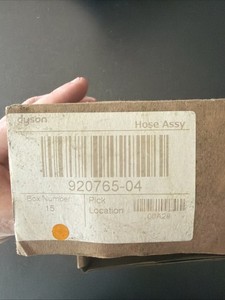 dyson
Hose Assy
920765-04
Box Number
15
Pick
Location